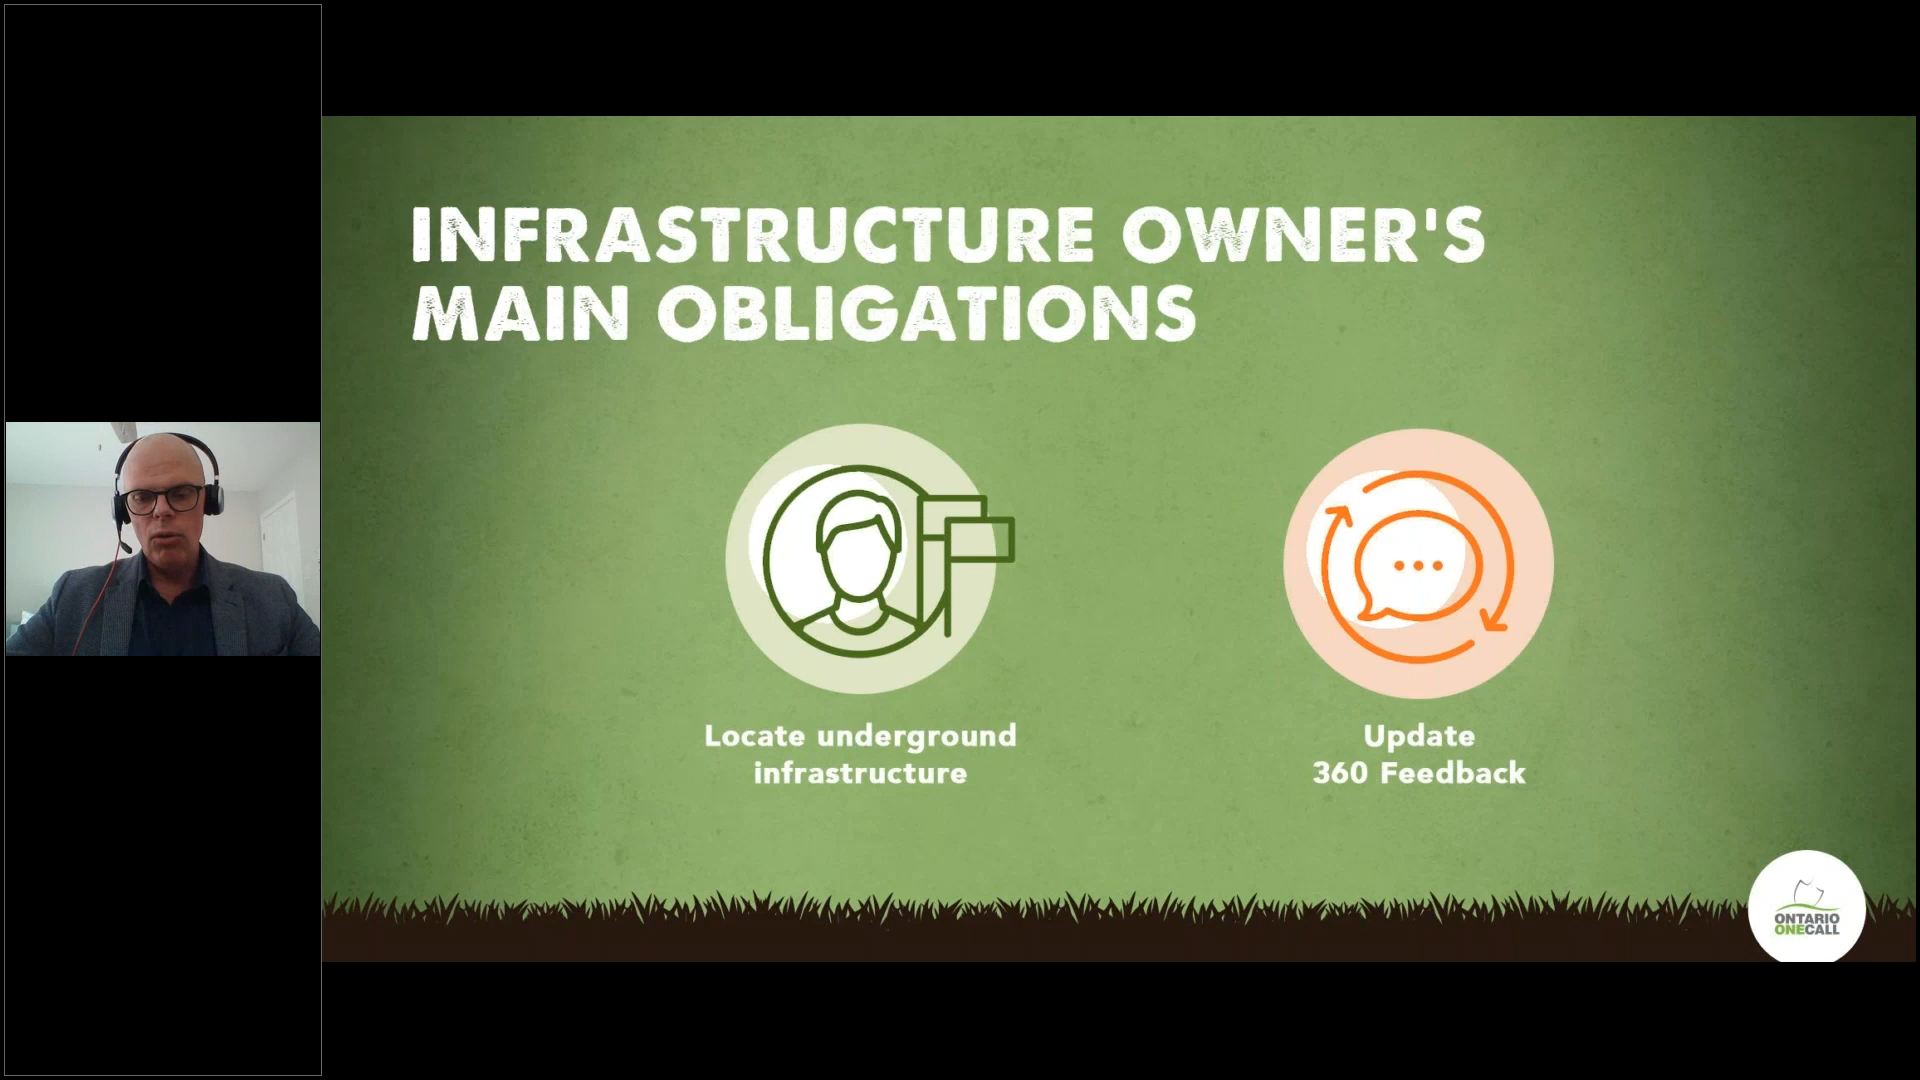 INFRASTRUCTURE OWNER'S
MAIN OBLIGATIONS
Locate underground
infrastructure
Update
360 Feedback
ONTARIO
ONECALL